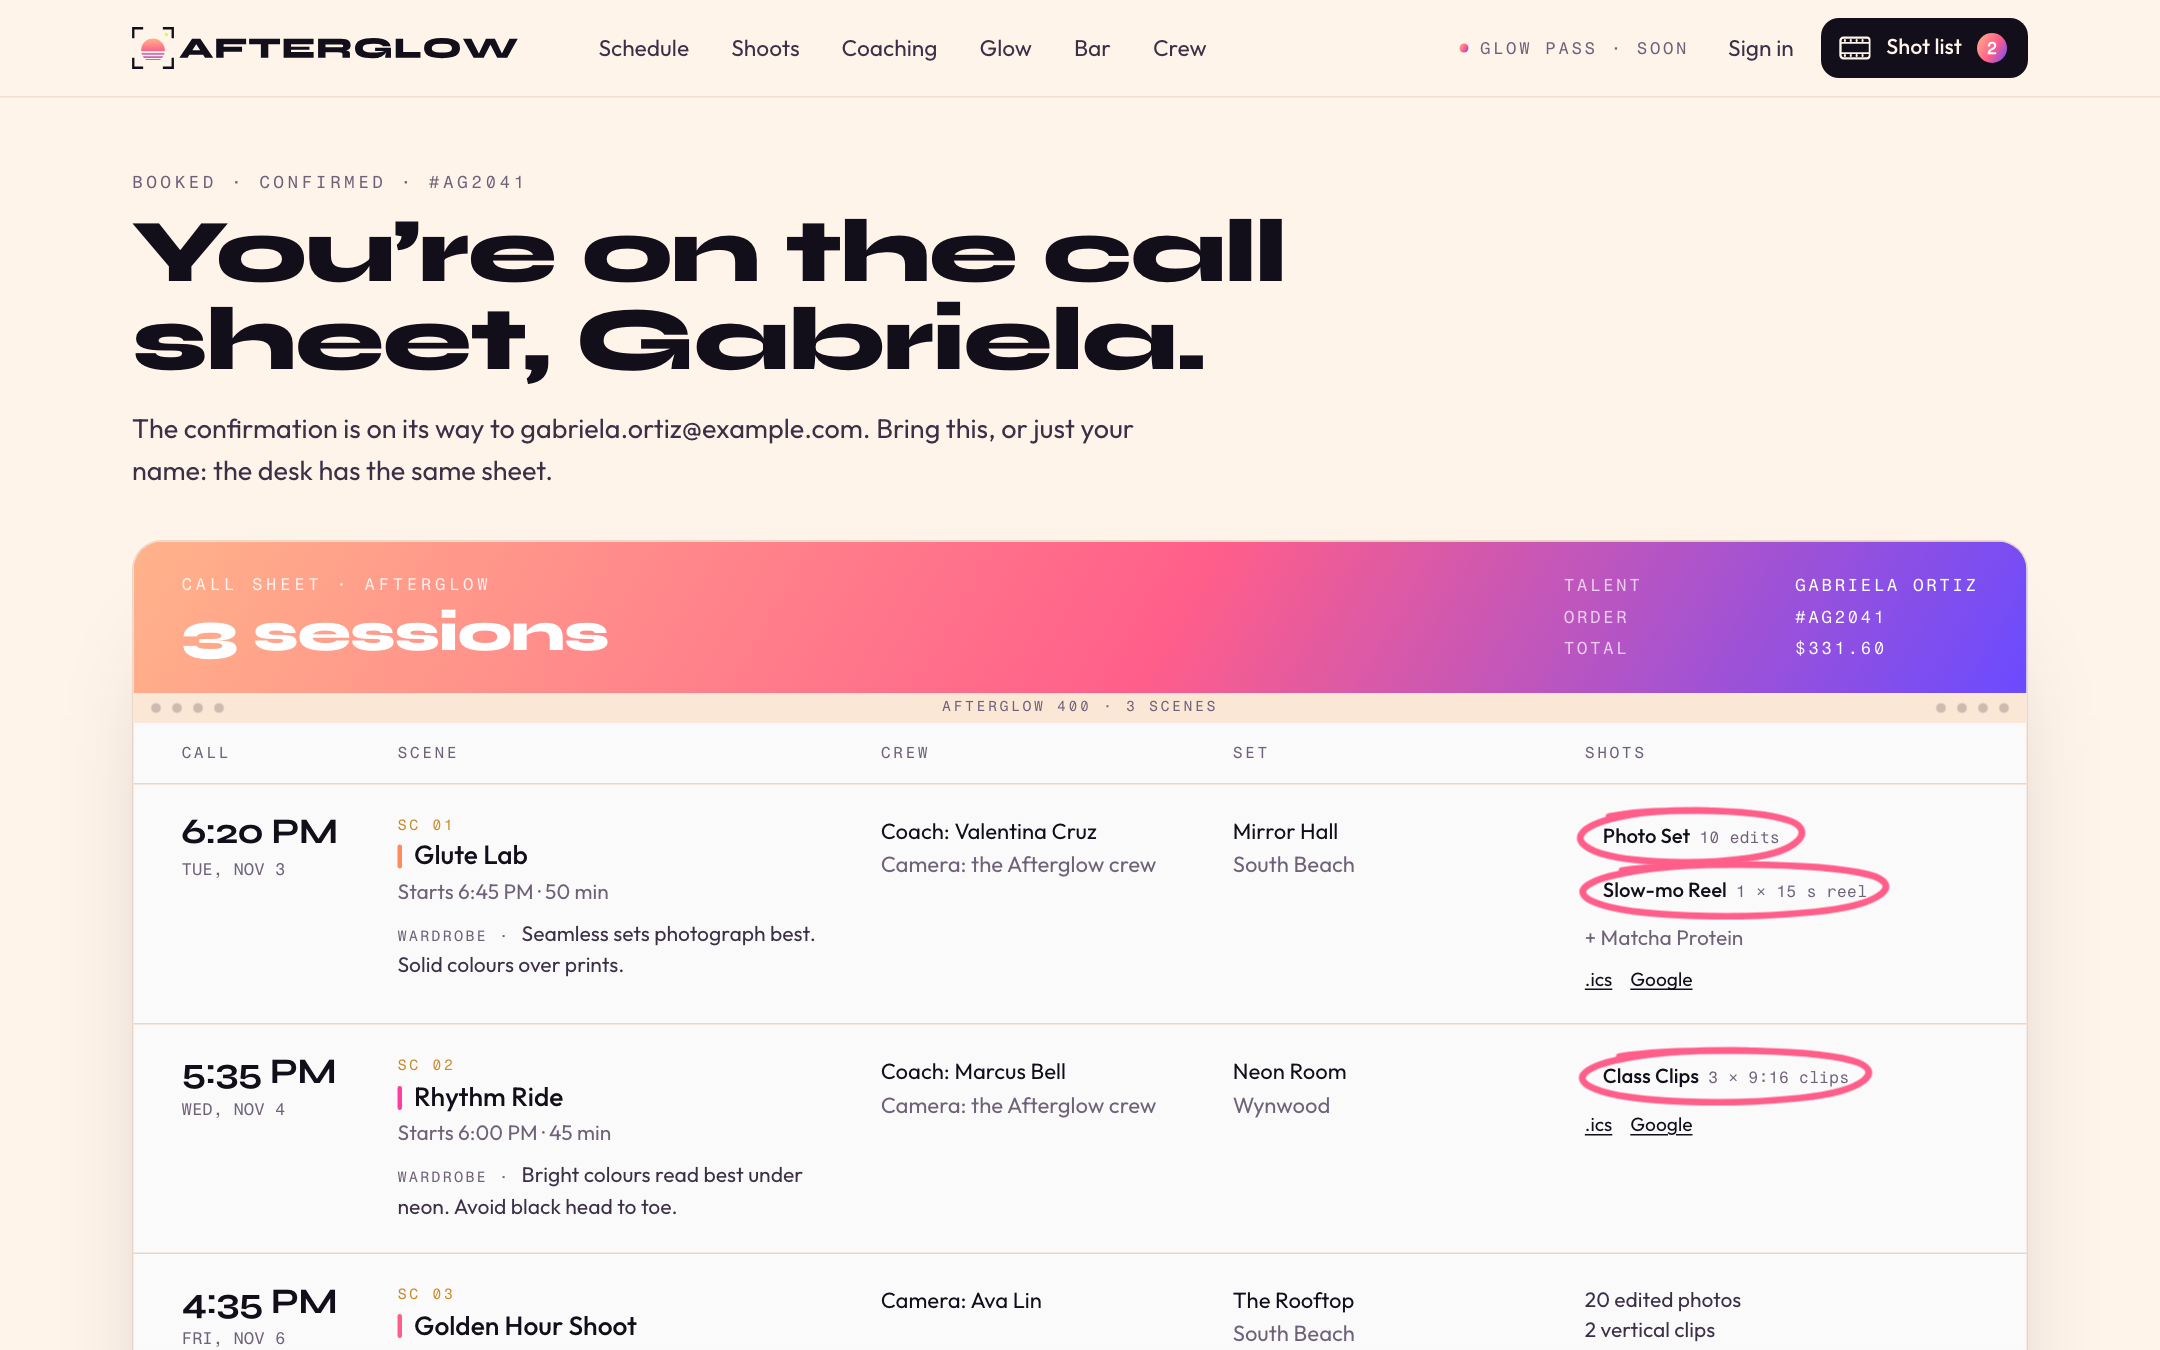 AFTERGLOW
Schedule Shoots Coaching Glow Bar Crew
GLOW PASS · SOON Sign in Shot list 2
BOOKED · CONFIRMED · #AG2041
You’re on the call
sheet, Gabriela.
The confirmation is on its way to gabriela.ortiz@example.com. Bring this, or just your
name: the desk has the same sheet.
CALL SHEET · AFTERGLOW
3 sessions
TALENT GABRIELA ORTIZ
ORDER #AG2041
TOTAL $331.60
AFTERGLOW 400 · 3 SCENES
CALL SCENE CREW SET SHOTS
6:20 PM
TUE, NOV 3
SC 01
Glute Lab
Starts 6:45 PM · 50 min
WARDROBE · Seamless sets photograph best.
Solid colours over prints.
Coach: Valentina Cruz
Camera: the Afterglow crew
Mirror Hall
South Beach
Photo Set 10 edits
Slow-mo Reel 1 × 15 s reel
+ Matcha Protein
.ics Google
5:35 PM
WED, NOV 4
SC 02
Rhythm Ride
Starts 6:00 PM · 45 min
WARDROBE · Bright colours read best under
neon. Avoid black head to toe.
Coach: Marcus Bell
Camera: the Afterglow crew
Neon Room
Wynwood
Class Clips 3 × 9:16 clips
.ics Google
4:35 PM
FRI, NOV 6
SC 03
Golden Hour Shoot
Camera: Ava Lin
The Rooftop
South Beach
20 edited photos
2 vertical clips